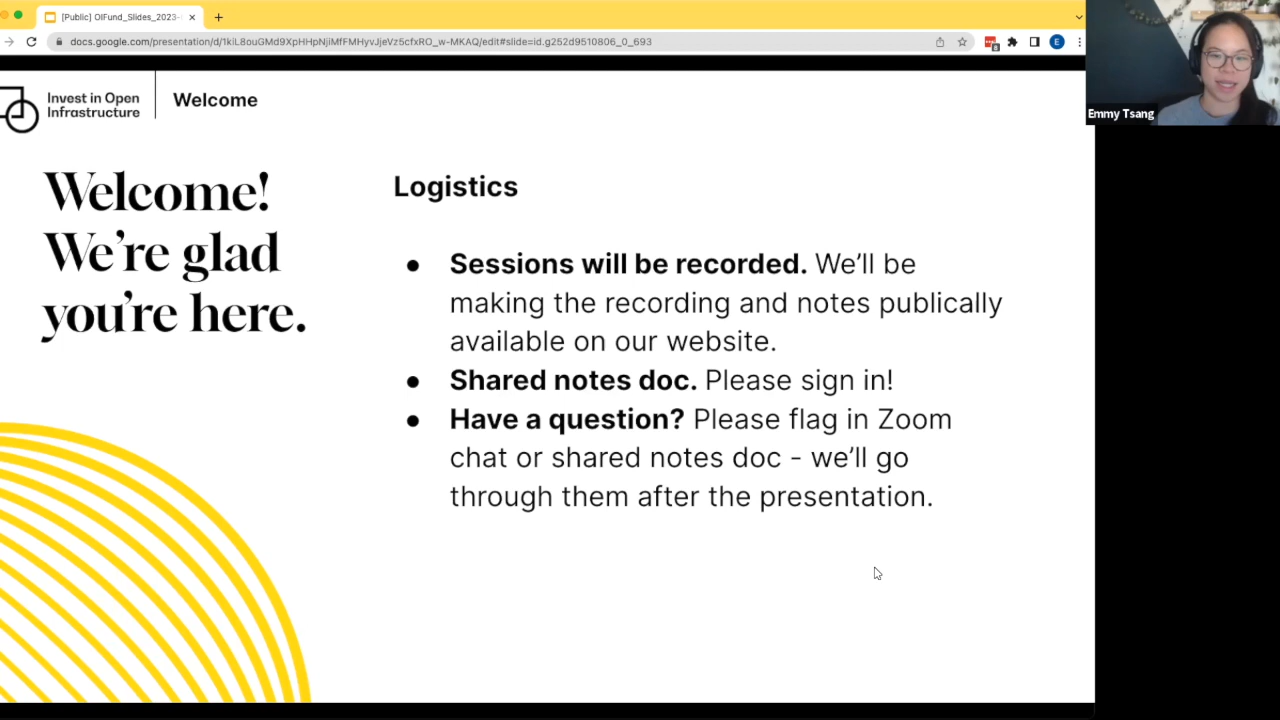 [Public] OIFund_Slides_2023-
docs.google.com/presentation/d/1kiL8ouGMd9XpHHpNjiMfFMHyvJjeVz5cfxRO_w-MKAQ/edit#slide=id.g252d9510806_0_693
E
Emmy Tsang
Invest in Open
Infrastructure
Welcome
Welcome!
We're glad
you're here.
Logistics
● Sessions will be recorded. We'll be
making the recording and notes publically
available on our website.
● Shared notes doc. Please sign in!
● Have a question? Please flag in Zoom
chat or shared notes doc - we'll go
through them after the presentation.